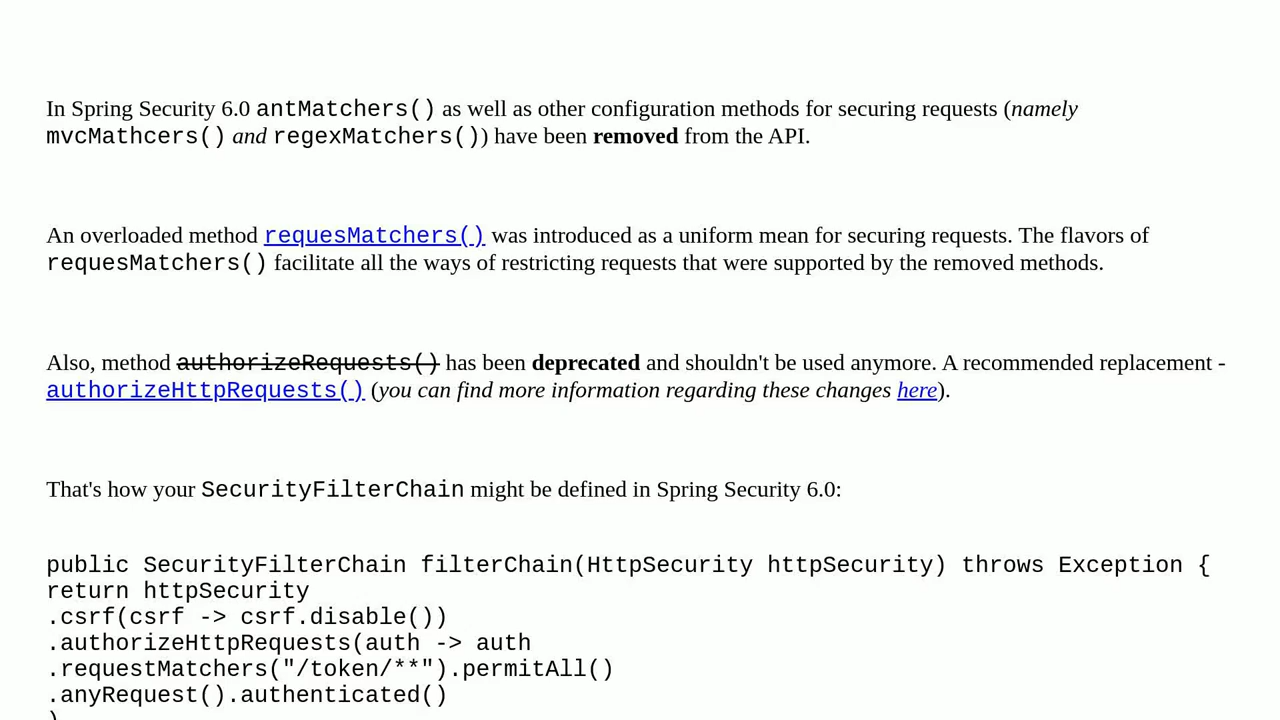 In Spring Security 6.0 antMatchers() as well as other configuration methods for securing requests (namely
mvcMathcers() and regexMatchers()) have been removed from the API.
An overloaded method requesMatchers() was introduced as a uniform mean for securing requests. The flavors of
requesMatchers() facilitate all the ways of restricting requests that were supported by the removed methods.
Also, method authorizeRequests() has been deprecated and shouldn't be used anymore. A recommended replacement -
authorizeHttpRequests() (you can find more information regarding these changes here).
That's how your SecurityFilterChain might be defined in Spring Security 6.0:
public SecurityFilterChain filterChain(HttpSecurity httpSecurity) throws Exception {
return httpSecurity
.csrf(csrf -> csrf.disable())
.authorizeHttpRequests(auth -> auth
.requestMatchers("/token/**").permitAll()
.anyRequest().authenticated()
)